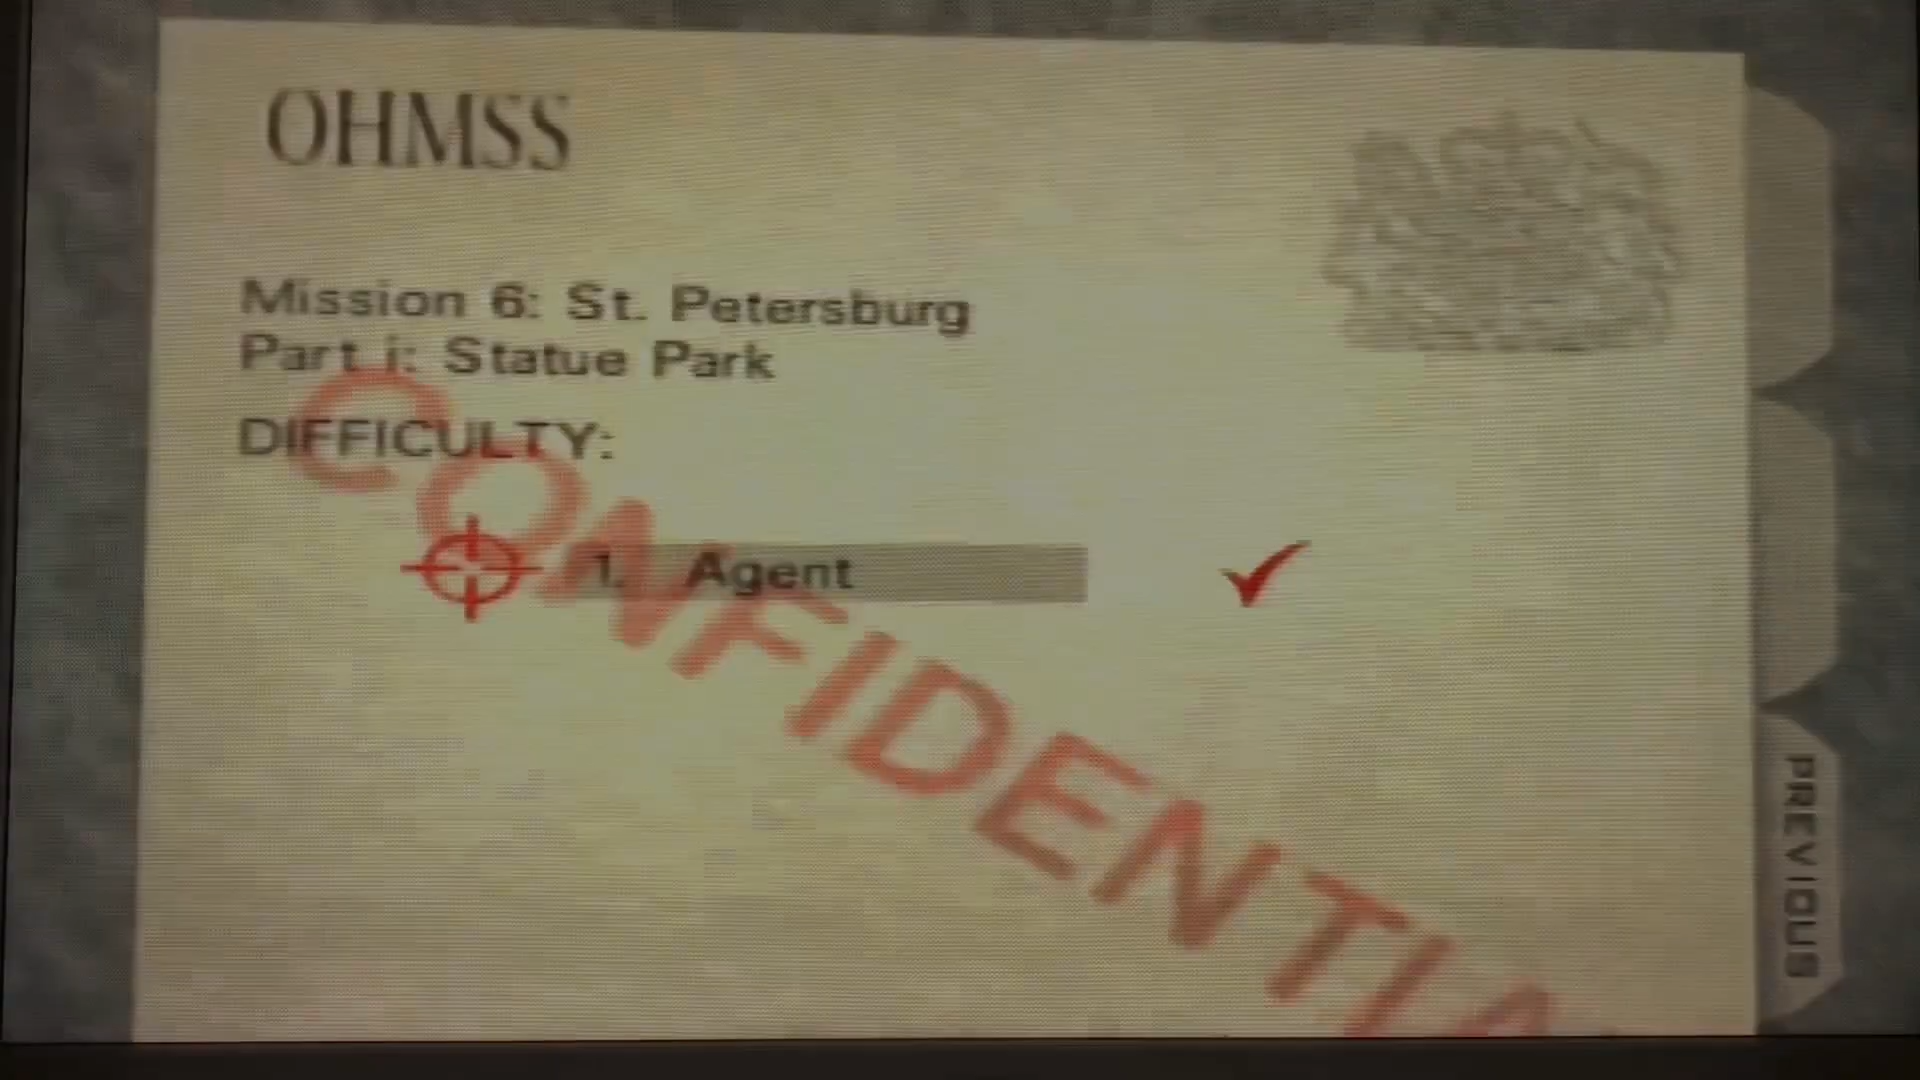 OHMSS
Mission 6: St. Petersburg
Part i: Statue Park
DIFFICULTY:
1. Agent
CONFIDENTIA
PREVIOUS